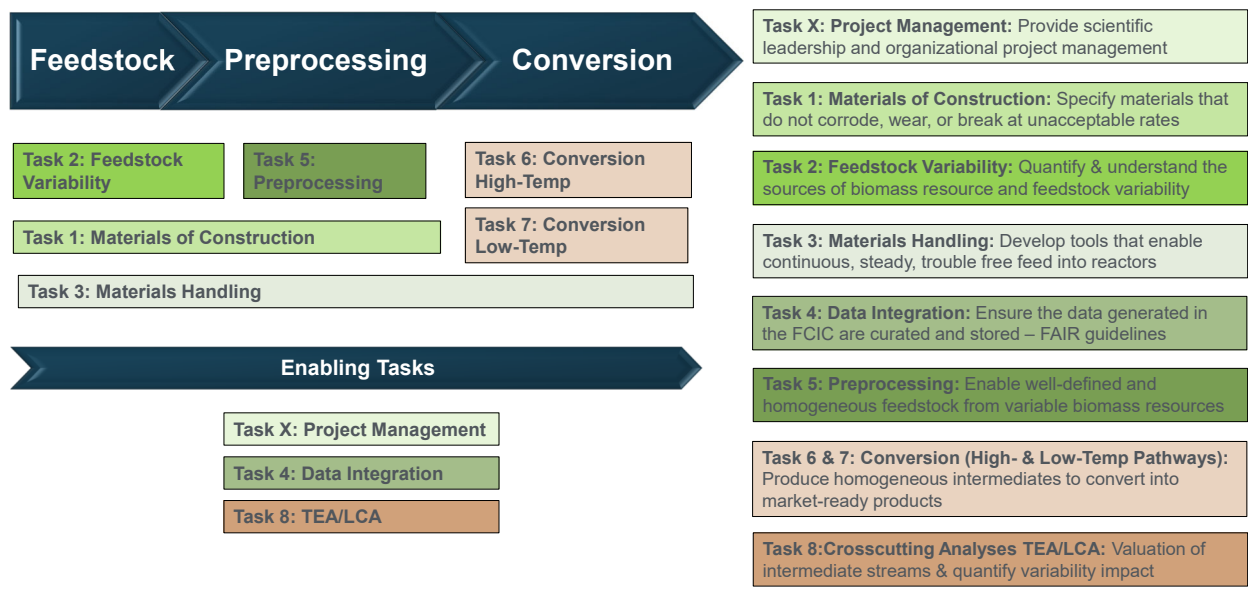 Feedstock
Preprocessing
Conversion
Task 2: Feedstock
Variability
Task 5:
Preprocessing
Task 6: Conversion
High-Temp
Task 7: Conversion
Low-Temp
Task 1: Materials of Construction
Task 3: Materials Handling
Enabling Tasks
Task X: Project Management
Task 4: Data Integration
Task 8: TEA/LCA
Task X: Project Management: Provide scientific
leadership and organizational project management
Task 1: Materials of Construction: Specify materials that
do not corrode, wear, or break at unacceptable rates
Task 2: Feedstock Variability: Quantify & understand the
sources of biomass resource and feedstock variability
Task 3: Materials Handling: Develop tools that enable
continuous, steady, trouble free feed into reactors
Task 4: Data Integration: Ensure the data generated in
the FCIC are curated and stored – FAIR guidelines
Task 5: Preprocessing: Enable well-defined and
homogeneous feedstock from variable biomass resources
Task 6 & 7: Conversion (High- & Low-Temp Pathways):
Produce homogeneous intermediates to convert into
market-ready products
Task 8:Crosscutting Analyses TEA/LCA: Valuation of
intermediate streams & quantify variability impact